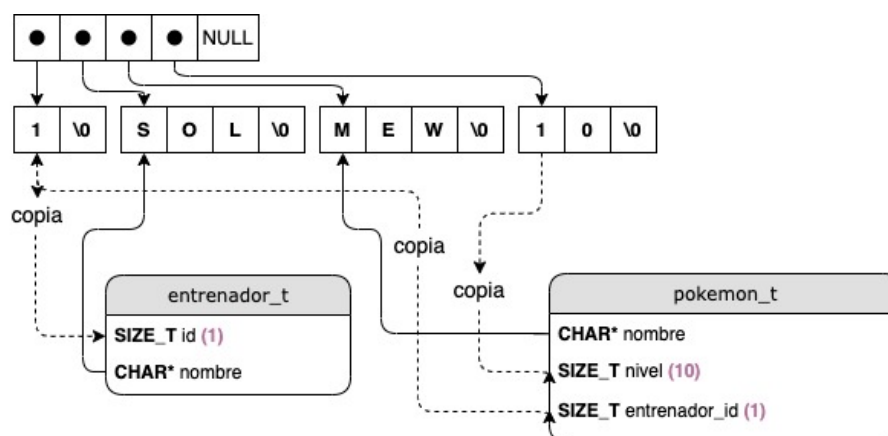 NULL
1 \0 S O L \0 M E W \0 1 0 \0
copia
copia
copia
entrenador_t
SIZE_T id (1)
CHAR* nombre
pokemon_t
CHAR* nombre
SIZE_T nivel (10)
SIZE_T entrenador_id (1)